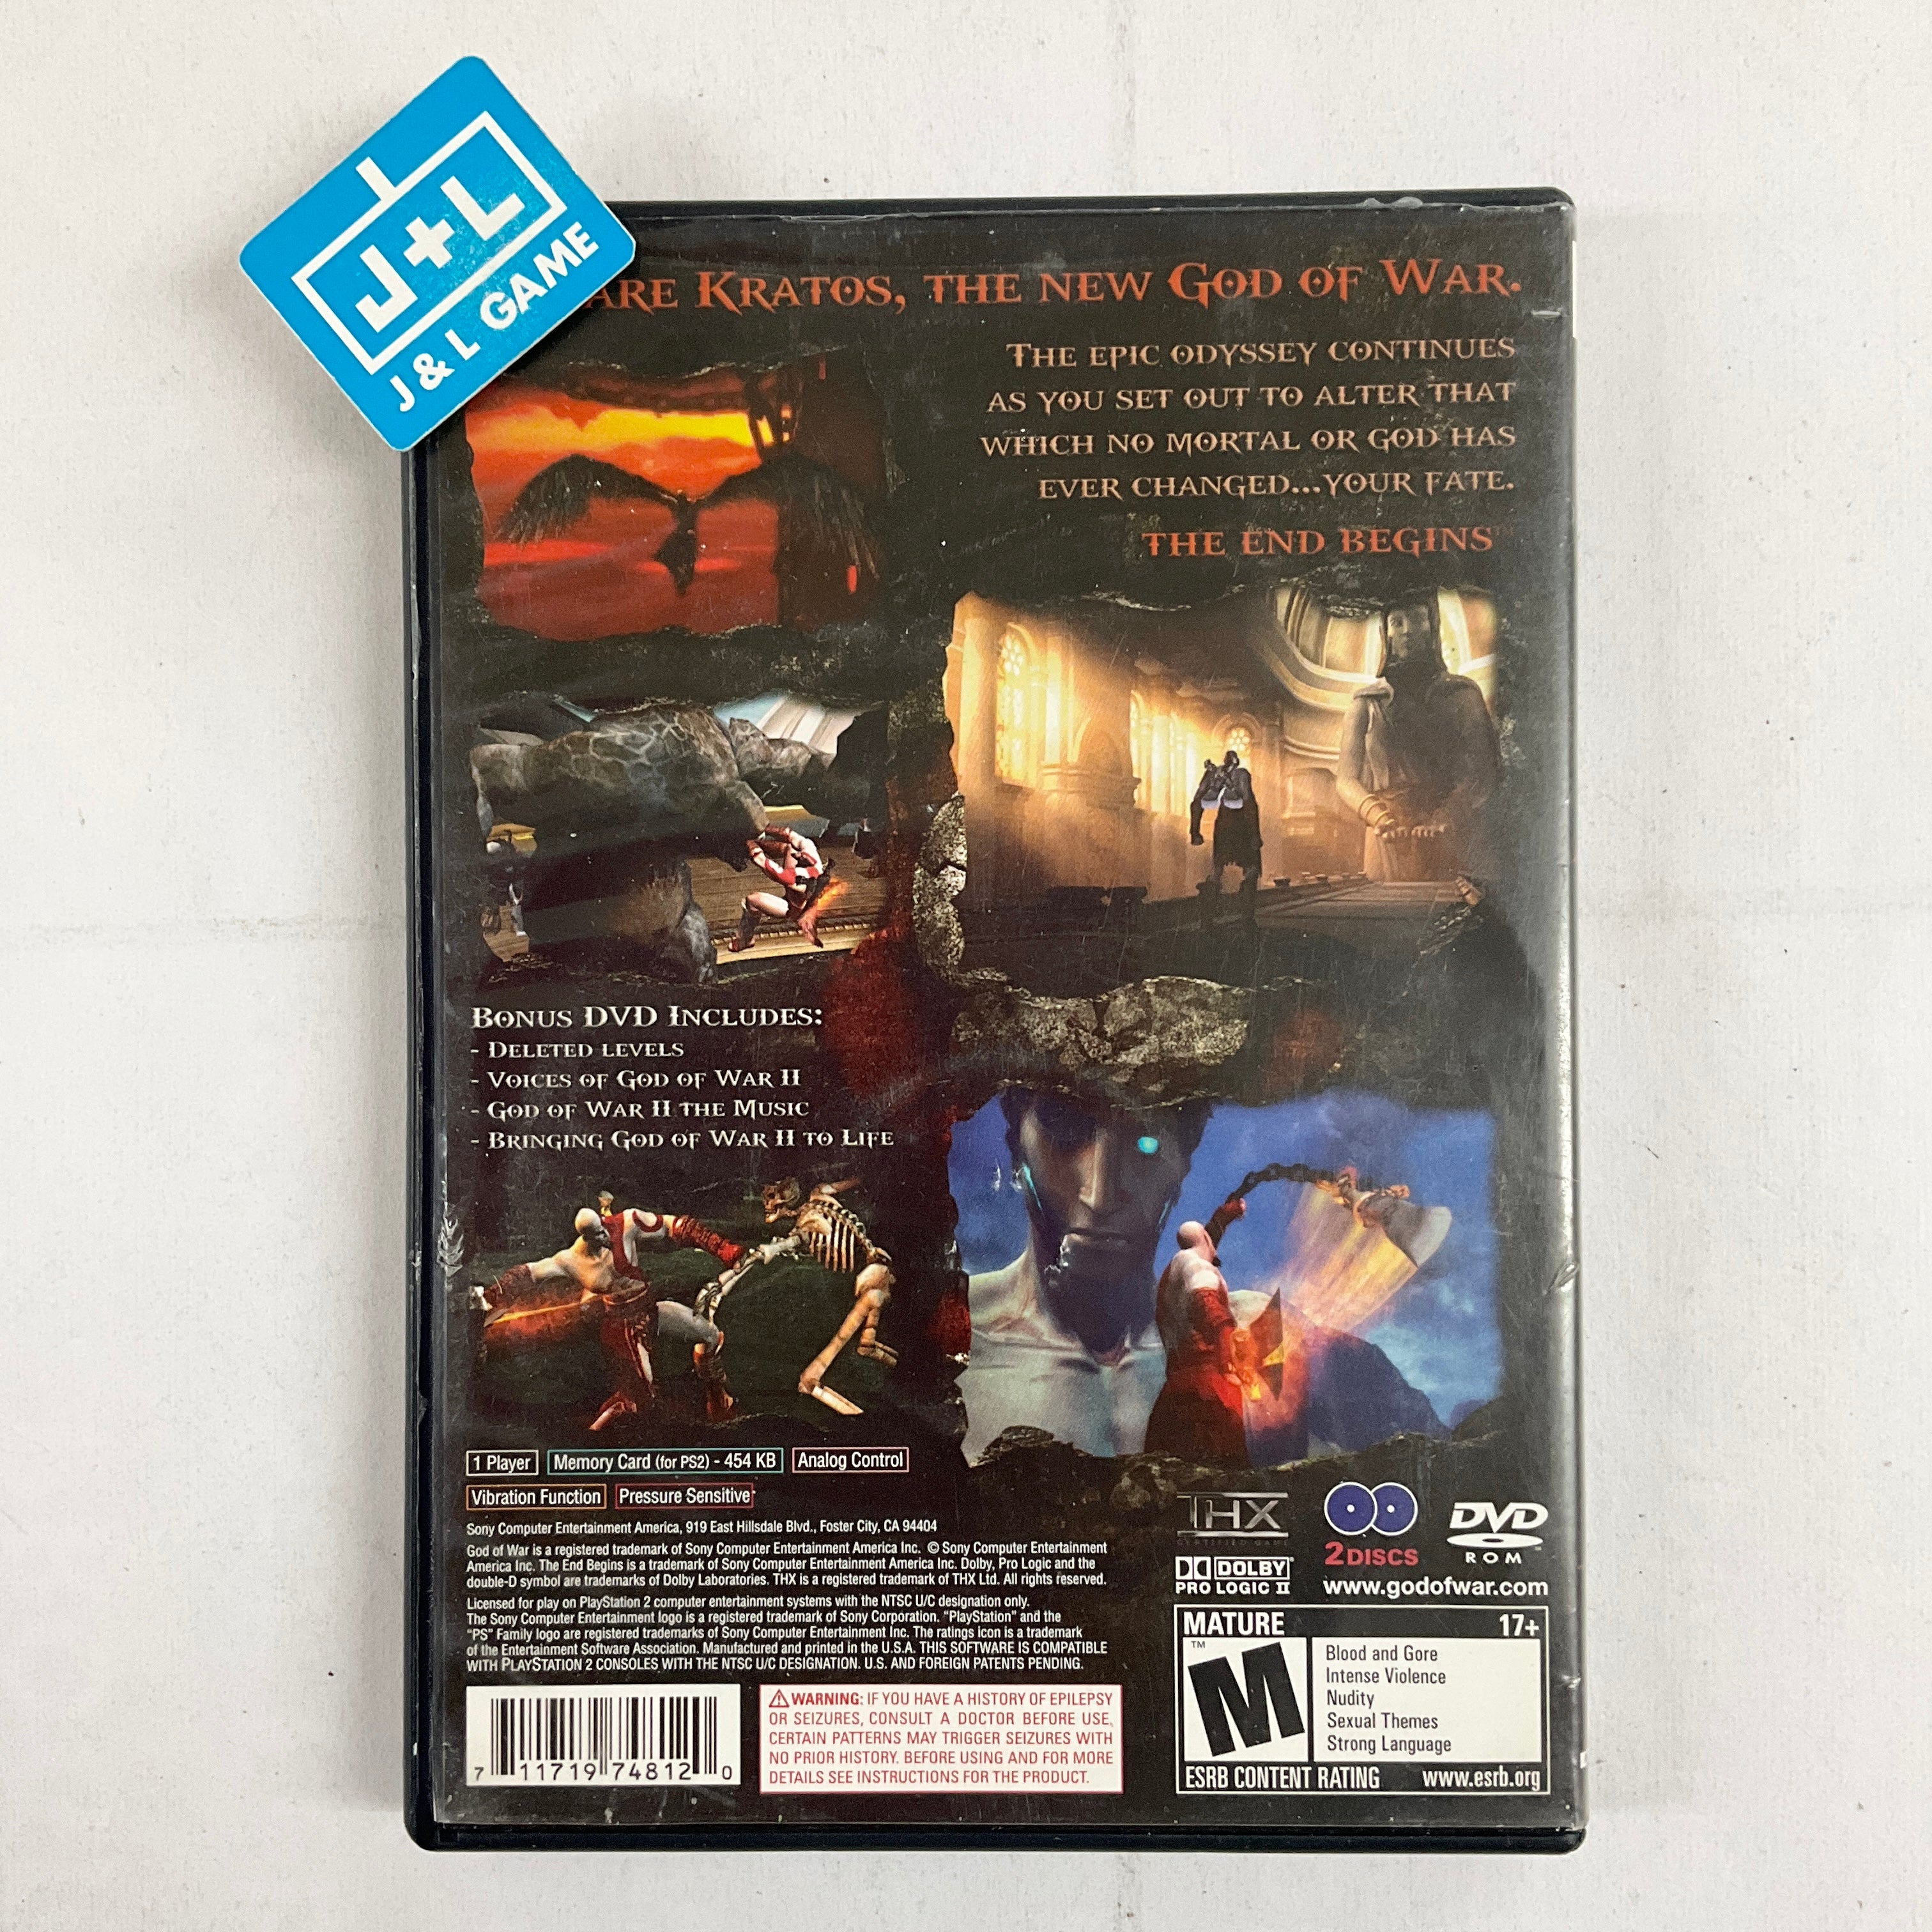 J+L
J & L GAME
ARE KRATOS, THE NEW GOD OF WAR.
THE EPIC ODYSSEY CONTINUES
AS YOU SET OUT TO ALTER THAT
WHICH NO MORTAL OR GOD HAS
EVER CHANGED...YOUR FATE.
THE END BEGINS
BONUS DVD INCLUDES:
- DELETED LEVELS
- VOICES OF GOD OF WAR II
- GOD OF WAR II THE MUSIC
- BRINGING GOD OF WAR II TO LIFE
1 Player
Memory Card (for PS2) - 454 KB
Analog Control
Vibration Function
Pressure Sensitive
Sony Computer Entertainment America, 919 East Hillsdale Blvd., Foster City, CA 94404
God of War is a registered trademark of Sony Computer Entertainment America Inc. © Sony Computer Entertainment
America Inc. The End Begins is a trademark of Sony Computer Entertainment America Inc. Dolby, Pro Logic and the
double-D symbol are trademarks of Dolby Laboratories. THX is a registered trademark of THX Ltd. All rights reserved.
Licensed for play on PlayStation 2 computer entertainment systems with the NTSC U/C designation only.
The Sony Computer Entertainment logo is a registered trademark of Sony Corporation. "PlayStation" and the
"PS" Family logo are registered trademarks of Sony Computer Entertainment Inc. The ratings icon is a trademark
of the Entertainment Software Association. Manufactured and printed in the U.S.A. THIS SOFTWARE IS COMPATIBLE
WITH PLAYSTATION 2 CONSOLES WITH THE NTSC U/C DESIGNATION. U.S. AND FOREIGN PATENTS PENDING.
THX
CERTIFIED GAME
2 DISCS
DVD
ROM
DOLBY
PRO LOGIC II
www.godofwar.com
7 11719 74812 0
WARNING: IF YOU HAVE A HISTORY OF EPILEPSY
OR SEIZURES, CONSULT A DOCTOR BEFORE USE.
CERTAIN PATTERNS MAY TRIGGER SEIZURES WITH
NO PRIOR HISTORY. BEFORE USING AND FOR MORE
DETAILS SEE INSTRUCTIONS FOR THE PRODUCT.
MATURE 17+
M
TM
Blood and Gore
Intense Violence
Nudity
Sexual Themes
Strong Language
ESRB CONTENT RATING www.esrb.org